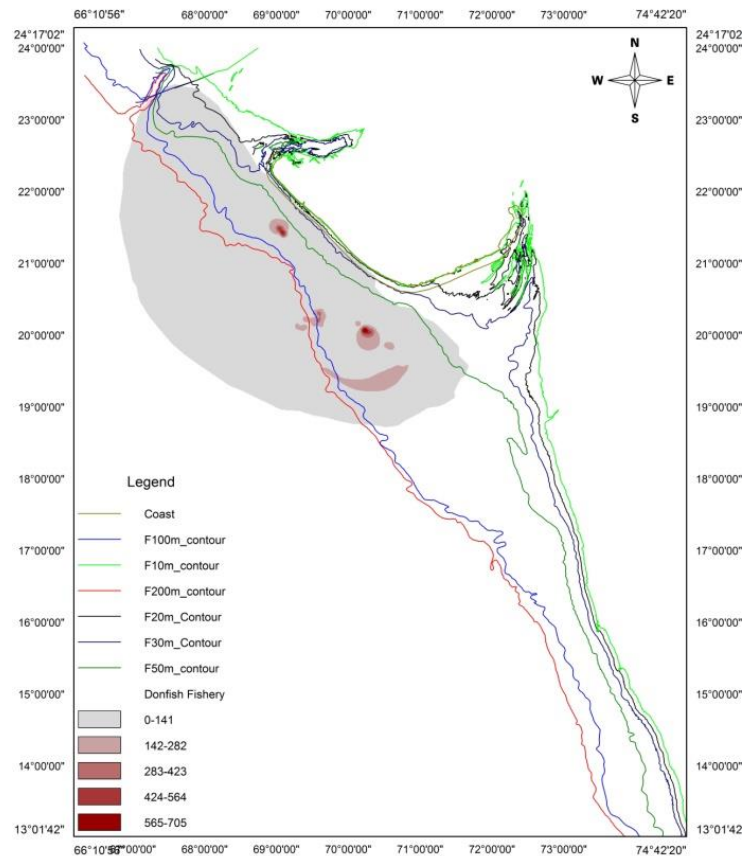 66°10'56" 68°00'00" 69°00'00" 70°00'00" 72°00'00" 73°00'00" 74°42'20"
24°17'02" 24°17'02"
24°00'00" 24°00'00"
N
W E
S
23°00'00" 23°00'00"
22°00'00" 22°00'00"
21°00'00" 21°00'00"
20°00'00" 20°00'00"
19°00'00" 19°00'00"
18°00'00" 18°00'00"
Legend
Coast
F100m_contour
17°00'00" 17°00'00"
F10m_contour
F200m_contour
16°00'00" 16°00'00"
F20m_Contour
F30m_Contour
F50m_contour
15°00'00" 15°00'00"
Donfish Fishery
0-141
142-282
14°00'00" 14°00'00"
283-423
424-564
13°01'42" 565-705 13°01'42"
66°10'56" 68°00'00" 69°00'00" 70°00'00" 71°00'00" 72°00'00" 73°00'00" 74°42'20"